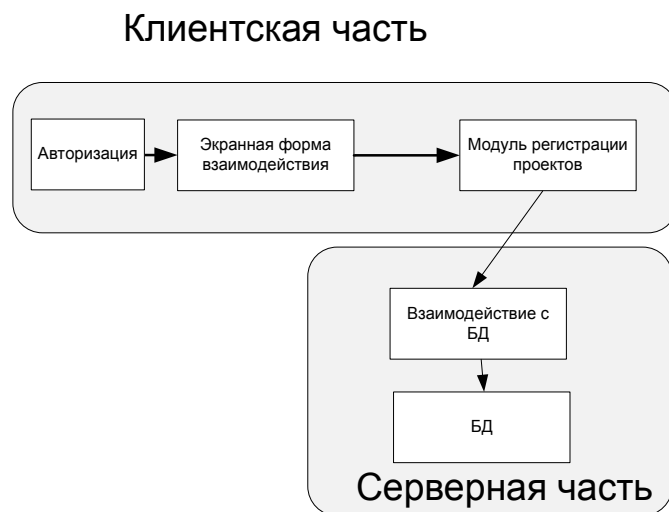 Клиентская часть
Авторизация
Экранная форма
взаимодействия
Модуль регистрации
проектов
Взаимодействие с
БД
БД
Серверная часть